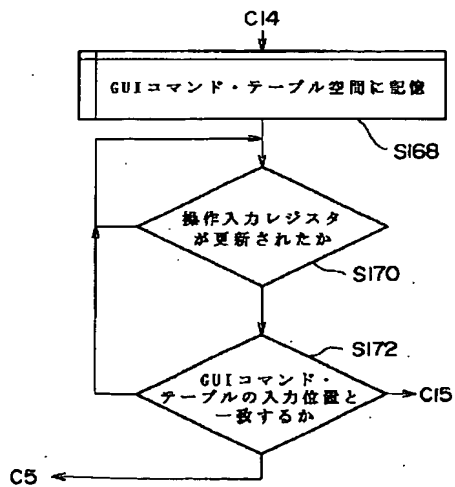 C14
GUIコマンド・テーブル空間に記憶
S168
操作入力レジスタ
が更新されたか
S170
S172
GUIコマンド・
テーブルの入力位置と
一致するか
C15
C5